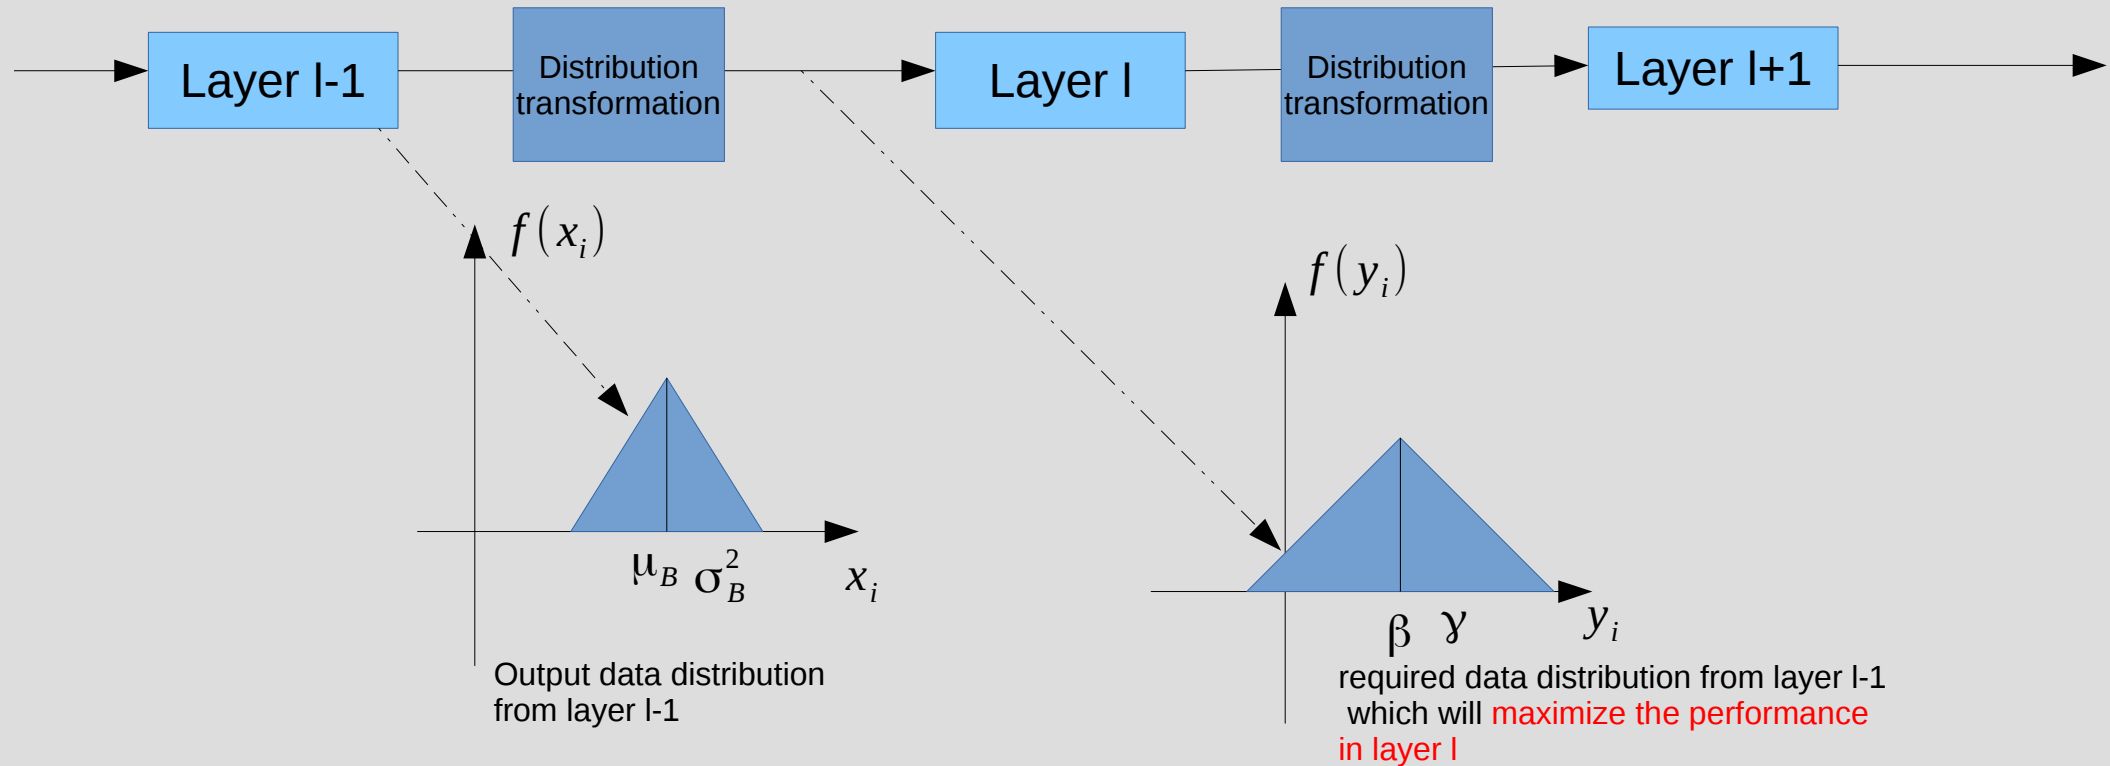 Layer l-1
Distribution
transformation
Layer l
Distribution
transformation
Layer l+1
f(x_i)
f(y_i)
μ_B σ_B^2
x_i
β γ
y_i
Output data distribution
from layer l-1
required data distribution from layer l-1
which will maximize the performance
in layer l